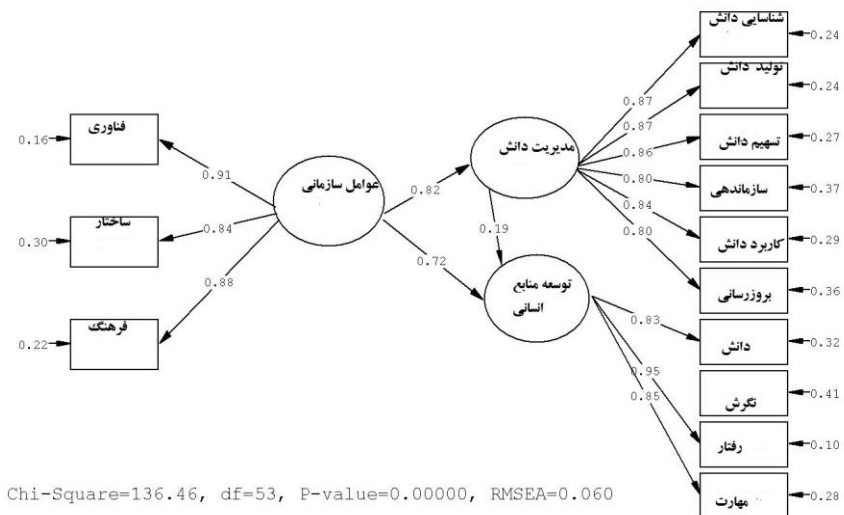 شناسایی دانش
0.24
تولید دانش
0.24
0.87
0.87
تسهیم دانش
0.27
0.86
سازماندهی
0.37
0.80
کاربرد دانش
0.29
0.84
بروزرسانی
0.36
0.80
مدیریت دانش
فناوری
0.16
0.91
عوامل سازمانی
0.82
ساختار
0.30
0.84
0.19
0.72
0.88
توسعه منابع
انسانی
فرهنگ
0.22
0.83
دانش
0.32
نگرش
0.41
0.95
رفتار
0.10
0.85
مهارت
0.28
Chi-Square=136.46, df=53, P-value=0.00000, RMSEA=0.060